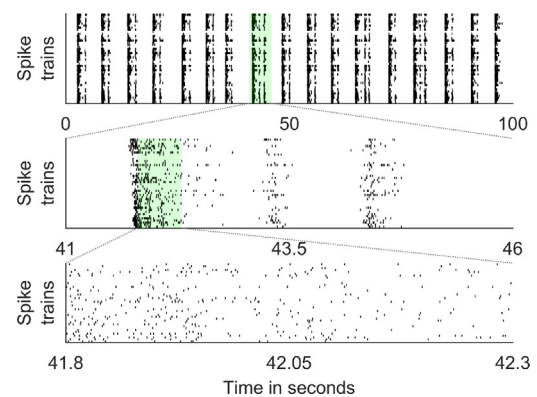 Spike
trains
0 50 100
Spike
trains
41 43.5 46
Spike
trains
41.8 42.05 42.3
Time in seconds